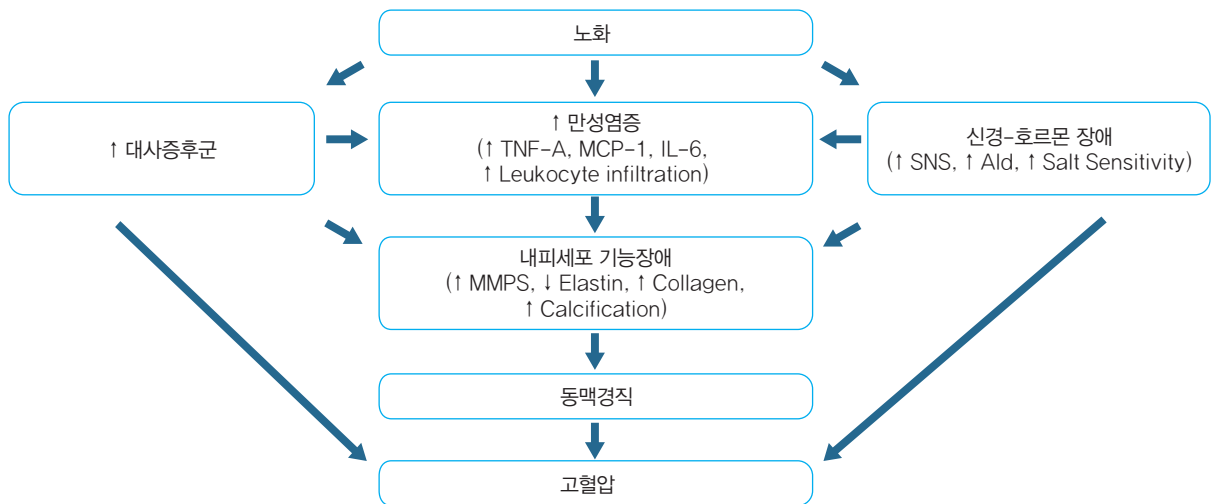 노화
↑ 대사증후군
↑ 만성염증
(↑ TNF-A, MCP-1, IL-6,
↑ Leukocyte infiltration)
신경-호르몬 장애
(↑ SNS, ↑ Ald, ↑ Salt Sensitivity)
내피세포 기능장애
(↑ MMPS, ↓ Elastin, ↑ Collagen,
↑ Calcification)
동맥경직
고혈압